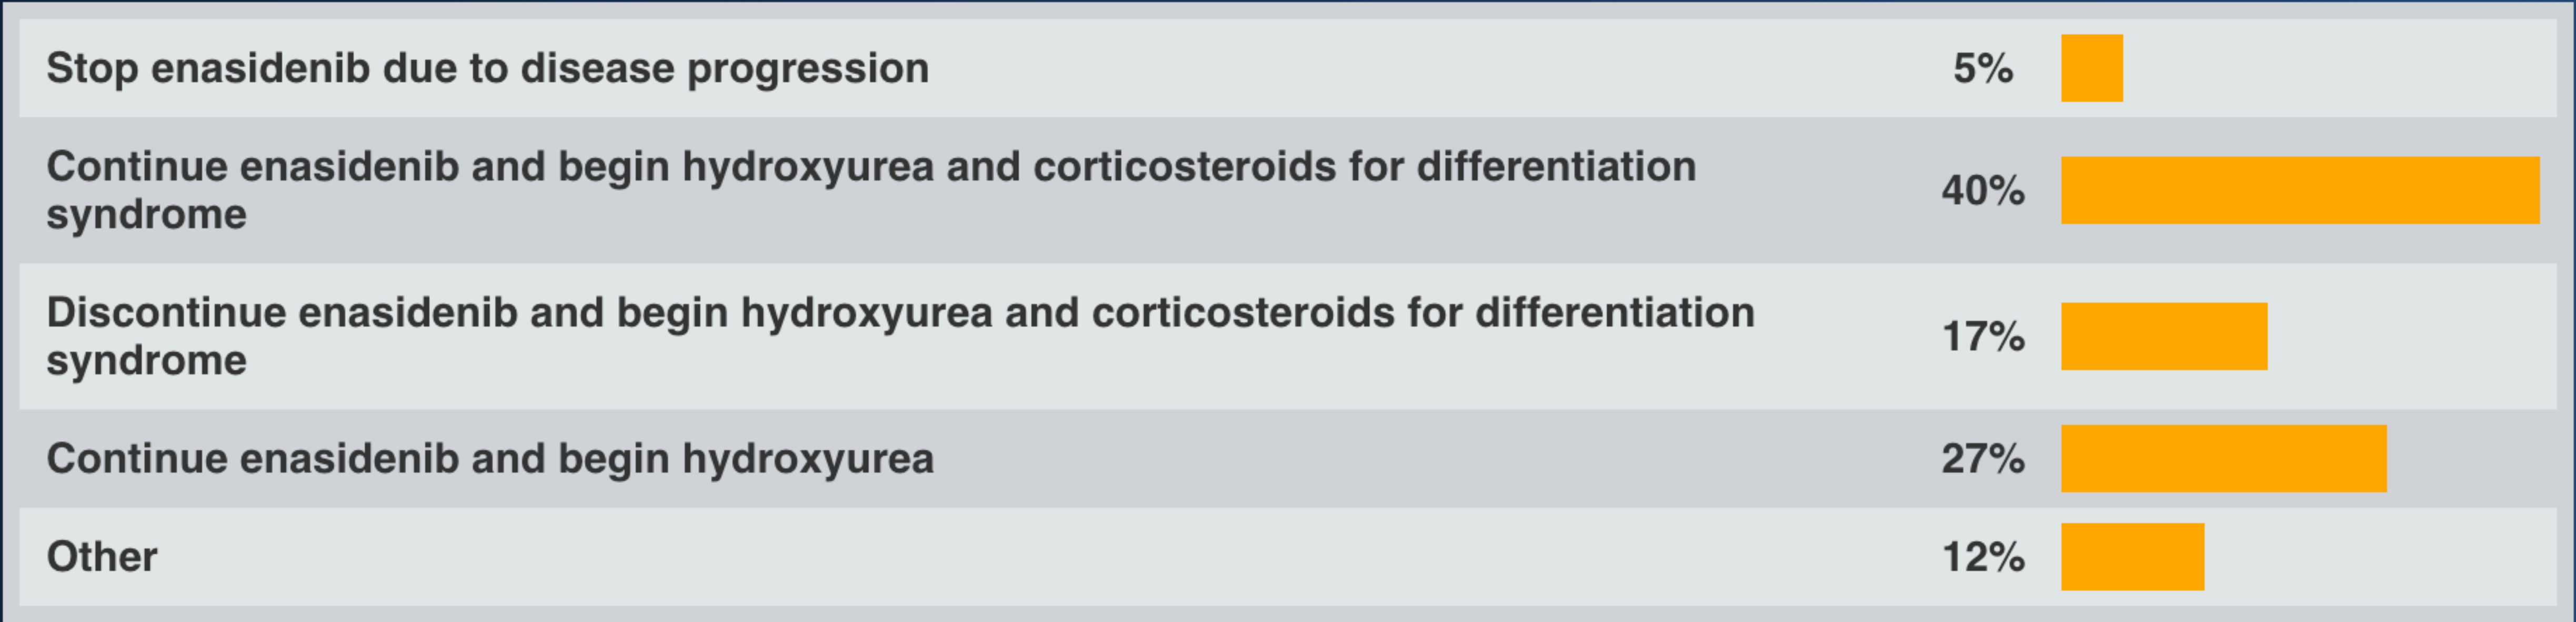 Stop enasidenib due to disease progression 5%
Continue enasidenib and begin hydroxyurea and corticosteroids for differentiation
syndrome 40%
Discontinue enasidenib and begin hydroxyurea and corticosteroids for differentiation
syndrome 17%
Continue enasidenib and begin hydroxyurea 27%
Other 12%